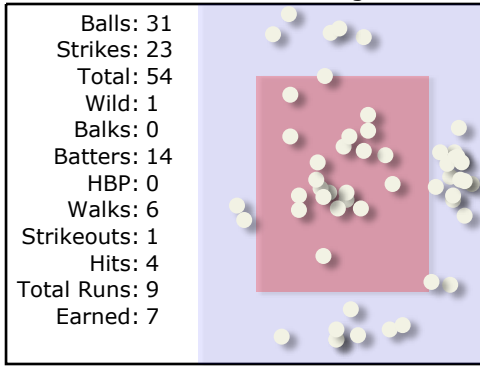 Balls: 31
Strikes: 23
Total: 54
Wild: 1
Balks: 0
Batters: 14
HBP: 0
Walks: 6
Strikeouts: 1
Hits: 4
Total Runs: 9
Earned: 7